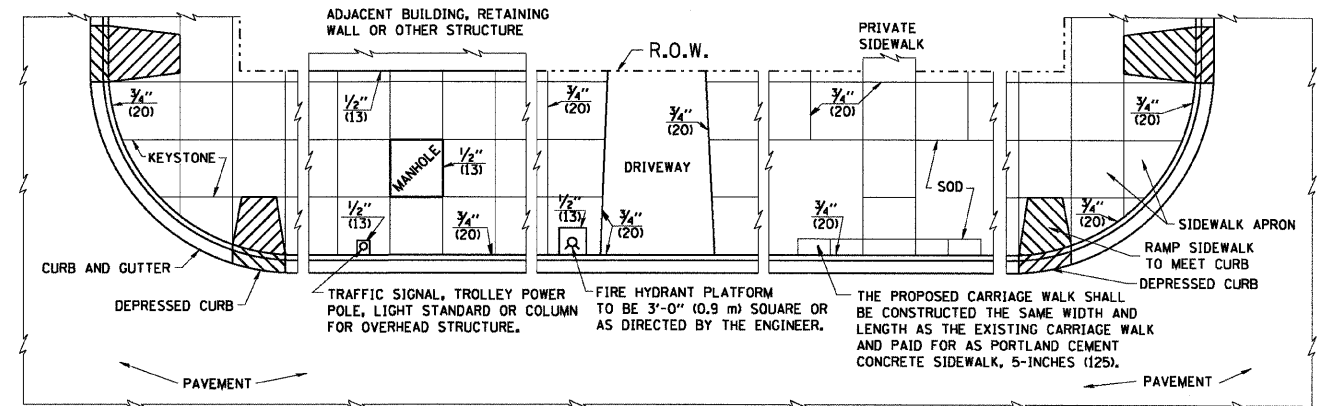 ADJACENT BUILDING, RETAINING
WALL OR OTHER STRUCTURE
R.O.W.
PRIVATE
SIDEWALK
3/4"
(20)
1/2"
(13)
3/4"
(20)
3/4"
(20)
3/4"
(20)
3/4"
(20)
KEYSTONE
MANHOLE
1/2"
(13)
DRIVEWAY
SOD
1/2"
(13)
3/4"
(20)
1/2"
(13)
3/4"
(20)
3/4"
(20)
3/4"
(20)
SIDEWALK APRON
RAMP SIDEWALK
TO MEET CURB
DEPRESSED CURB
CURB AND GUTTER
DEPRESSED CURB
TRAFFIC SIGNAL, TROLLEY POWER
POLE, LIGHT STANDARD OR COLUMN
FOR OVERHEAD STRUCTURE.
FIRE HYDRANT PLATFORM
TO BE 3'-0" (0.9 m) SQUARE OR
AS DIRECTED BY THE ENGINEER.
THE PROPOSED CARRIAGE WALK SHALL
BE CONSTRUCTED THE SAME WIDTH AND
LENGTH AS THE EXISTING CARRIAGE WALK
AND PAID FOR AS PORTLAND CEMENT
CONCRETE SIDEWALK, 5-INCHES (125).
PAVEMENT
PAVEMENT